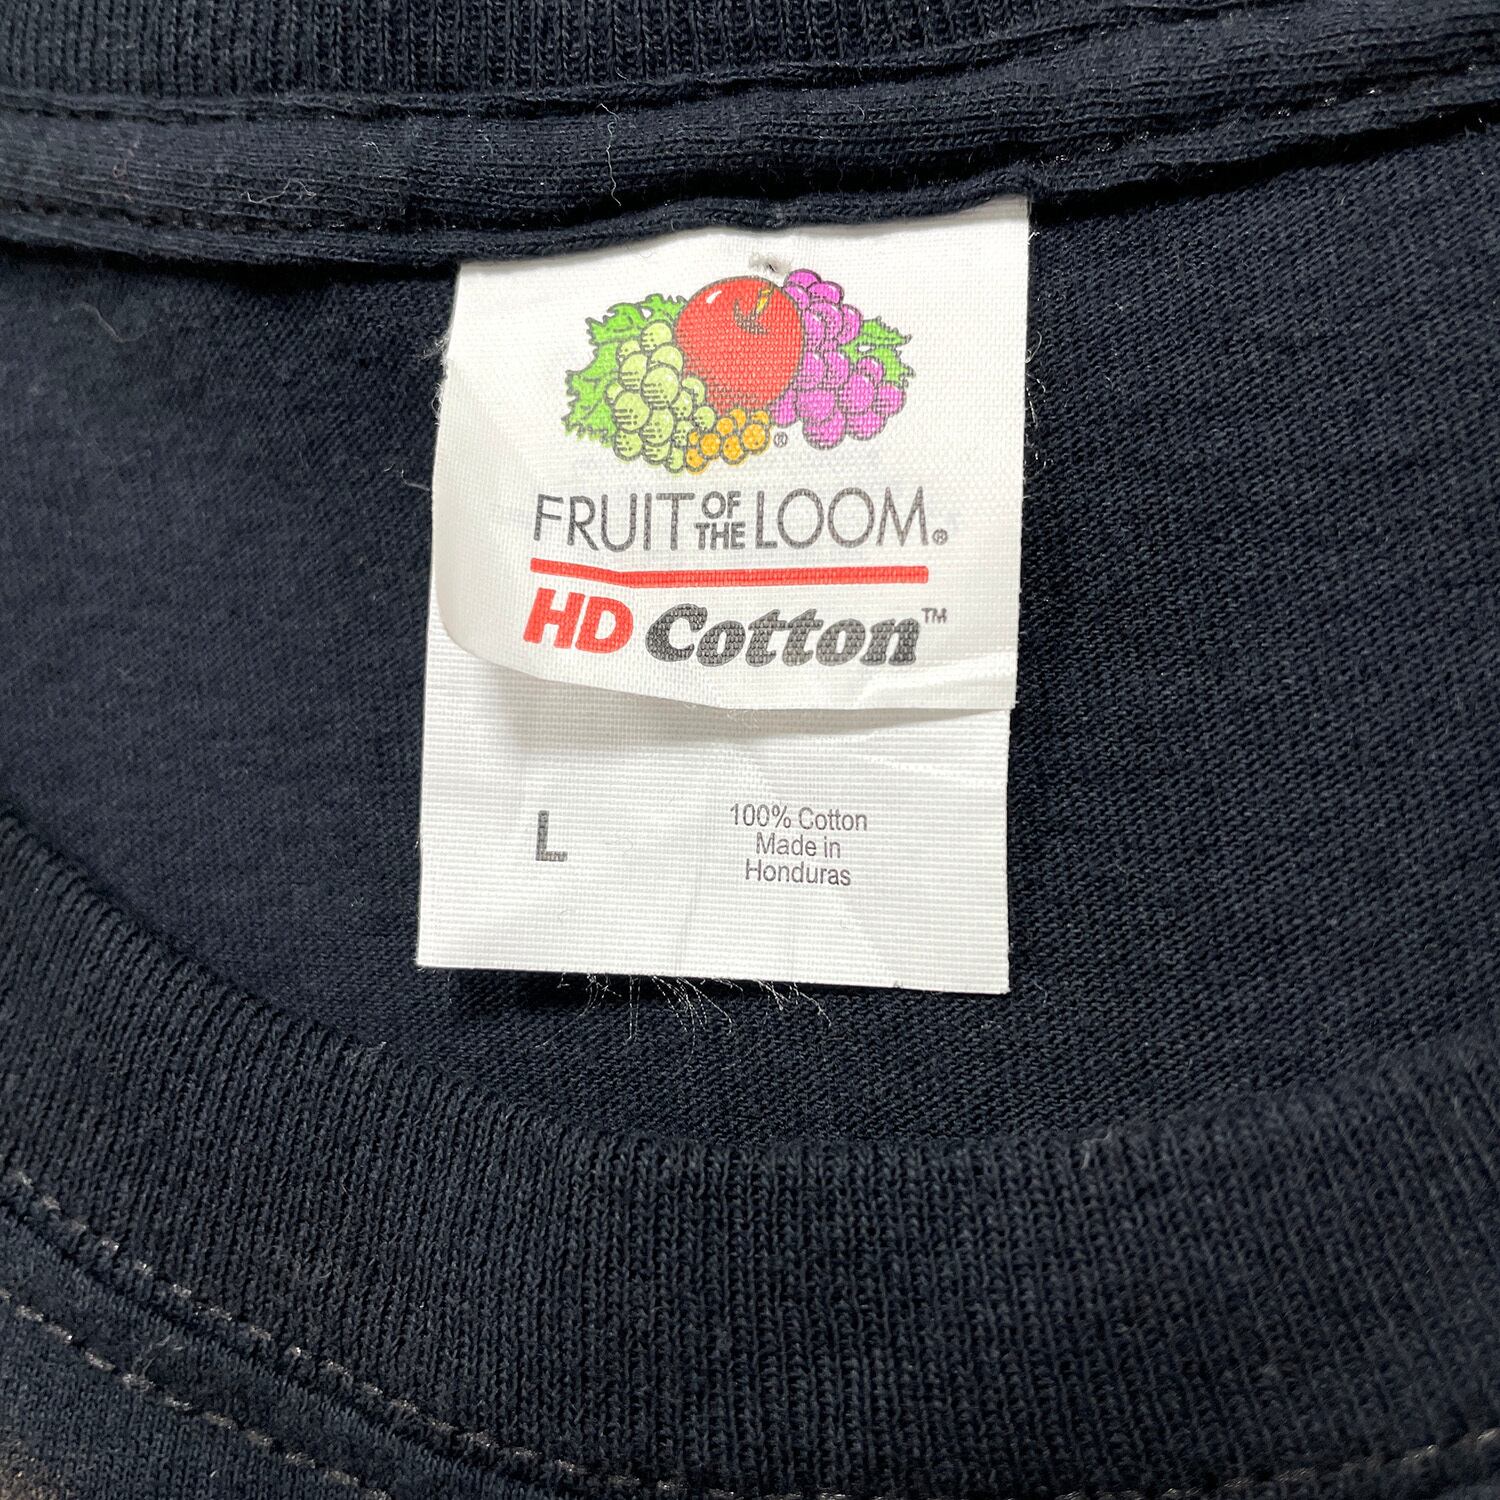 ®
FRUIT OF THE LOOM®
HD Cotton™
L
100% Cotton
Made in
Honduras